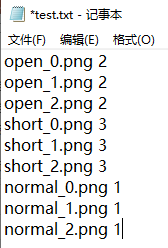 *test.txt - 记事本
文件(F) 编辑(E) 格式(O)
open_0.png 2
open_1.png 2
open_2.png 2
short_0.png 3
short_1.png 3
short_2.png 3
normal_0.png 1
normal_1.png 1
normal_2.png 1